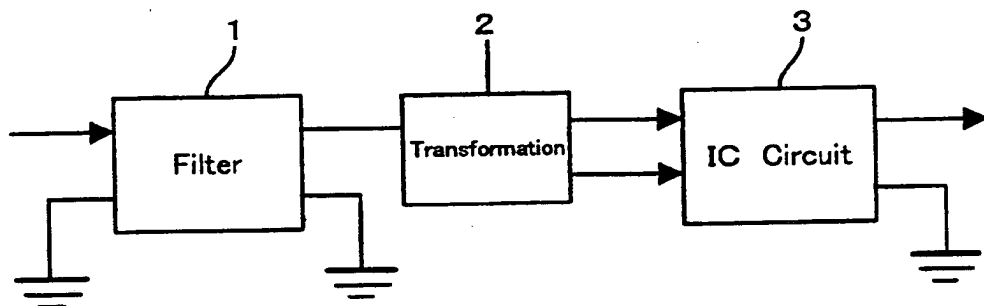 1
2
3
Filter
Transformation
IC Circuit